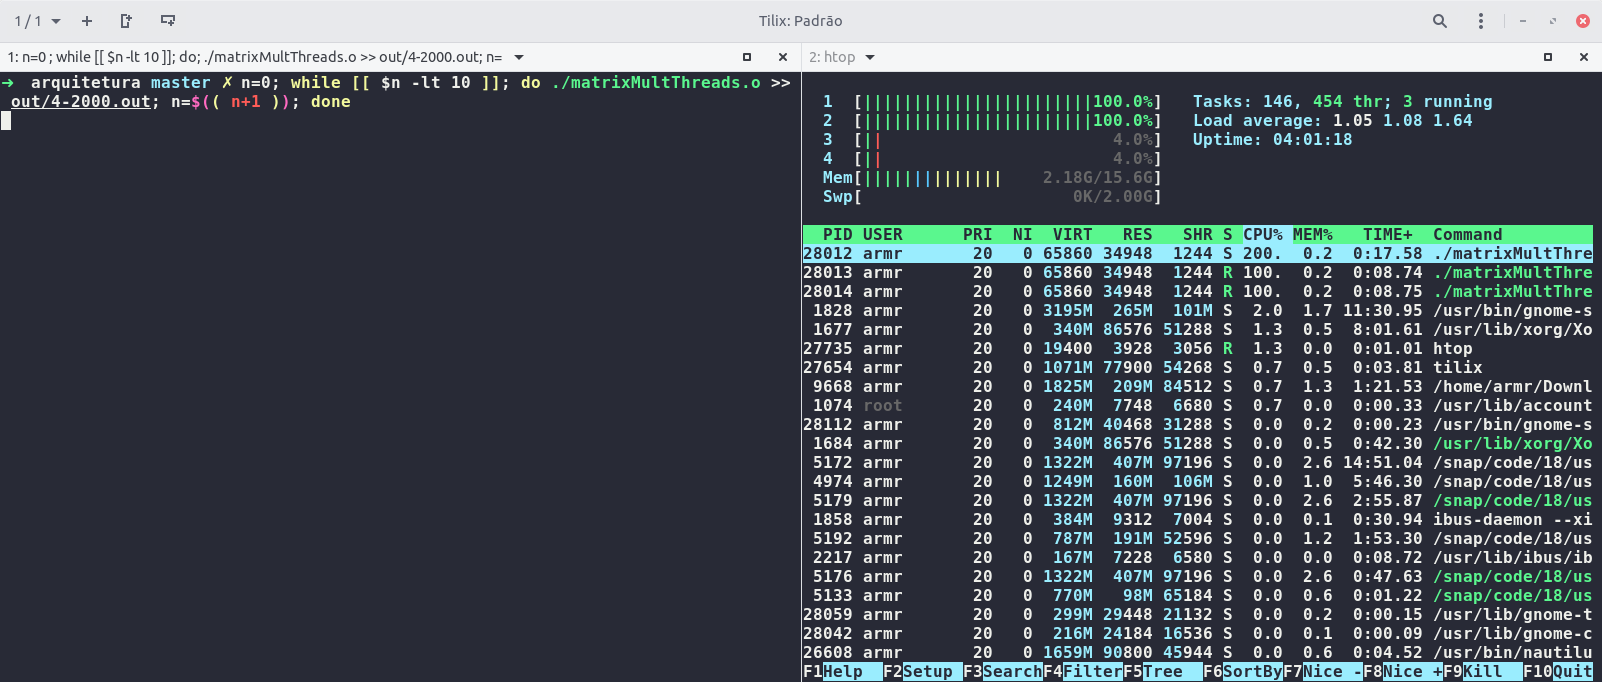 1 / 1
Tilix: Padrão
1: n=0 ; while [[ $n -lt 10 ]]; do; ./matrixMultThreads.o >> out/4-2000.out; n=
2: htop
➜  arquitetura master ✗ n=0; while [[ $n -lt 10 ]]; do ./matrixMultThreads.o >>
out/4-2000.out; n=$(( n+1 )); done
1 [||||||||||||||||||||||||100.0%] Tasks: 146, 454 thr; 3 running
2 [||||||||||||||||||||||||100.0%] Load average: 1.05 1.08 1.64
3 [|| 4.0%] Uptime: 04:01:18
4 [|| 4.0%]
Mem[|||||||||||||| 2.18G/15.6G]
Swp[ 0K/2.00G]
PID USER PRI NI VIRT RES SHR S CPU% MEM% TIME+ Command
28012 armr 20 0 65860 34948 1244 S 200. 0.2 0:17.58 ./matrixMultThre
28013 armr 20 0 65860 34948 1244 R 100. 0.2 0:08.74 ./matrixMultThre
28014 armr 20 0 65860 34948 1244 R 100. 0.2 0:08.75 ./matrixMultThre
1828 armr 20 0 3195M 265M 101M S 2.0 1.7 11:30.95 /usr/bin/gnome-s
1677 armr 20 0 340M 86576 51288 S 1.3 0.5 8:01.61 /usr/lib/xorg/Xo
27735 armr 20 0 19400 3928 3056 R 1.3 0.0 0:01.01 htop
27654 armr 20 0 1071M 77900 54268 S 0.7 0.5 0:03.81 tilix
9668 armr 20 0 1825M 209M 84512 S 0.7 1.3 1:21.53 /home/armr/Downl
1074 root 20 0 240M 7748 6680 S 0.7 0.0 0:00.33 /usr/lib/account
28112 armr 20 0 812M 40468 31288 S 0.0 0.2 0:00.23 /usr/bin/gnome-s
1684 armr 20 0 340M 86576 51288 S 0.0 0.5 0:42.30 /usr/lib/xorg/Xo
5172 armr 20 0 1322M 407M 97196 S 0.0 2.6 14:51.04 /snap/code/18/us
4974 armr 20 0 1249M 160M 106M S 0.0 1.0 5:46.30 /snap/code/18/us
5179 armr 20 0 1322M 407M 97196 S 0.0 2.6 2:55.87 /snap/code/18/us
1858 armr 20 0 384M 9312 7004 S 0.0 0.1 0:30.94 ibus-daemon --xi
5192 armr 20 0 787M 191M 52596 S 0.0 1.2 1:53.30 /snap/code/18/us
2217 armr 20 0 167M 7228 6580 S 0.0 0.0 0:08.72 /usr/lib/ibus/ib
5176 armr 20 0 1322M 407M 97196 S 0.0 2.6 0:47.63 /snap/code/18/us
5133 armr 20 0 770M 98M 65184 S 0.0 0.6 0:01.22 /snap/code/18/us
28059 armr 20 0 299M 29448 21132 S 0.0 0.2 0:00.15 /usr/lib/gnome-t
28042 armr 20 0 216M 24184 16536 S 0.0 0.1 0:00.09 /usr/lib/gnome-c
26608 armr 20 0 1659M 90800 45944 S 0.0 0.6 0:04.52 /usr/bin/nautilu
F1Help F2Setup F3SearchF4FilterF5Tree F6SortByF7Nice -F8Nice +F9Kill F10Quit